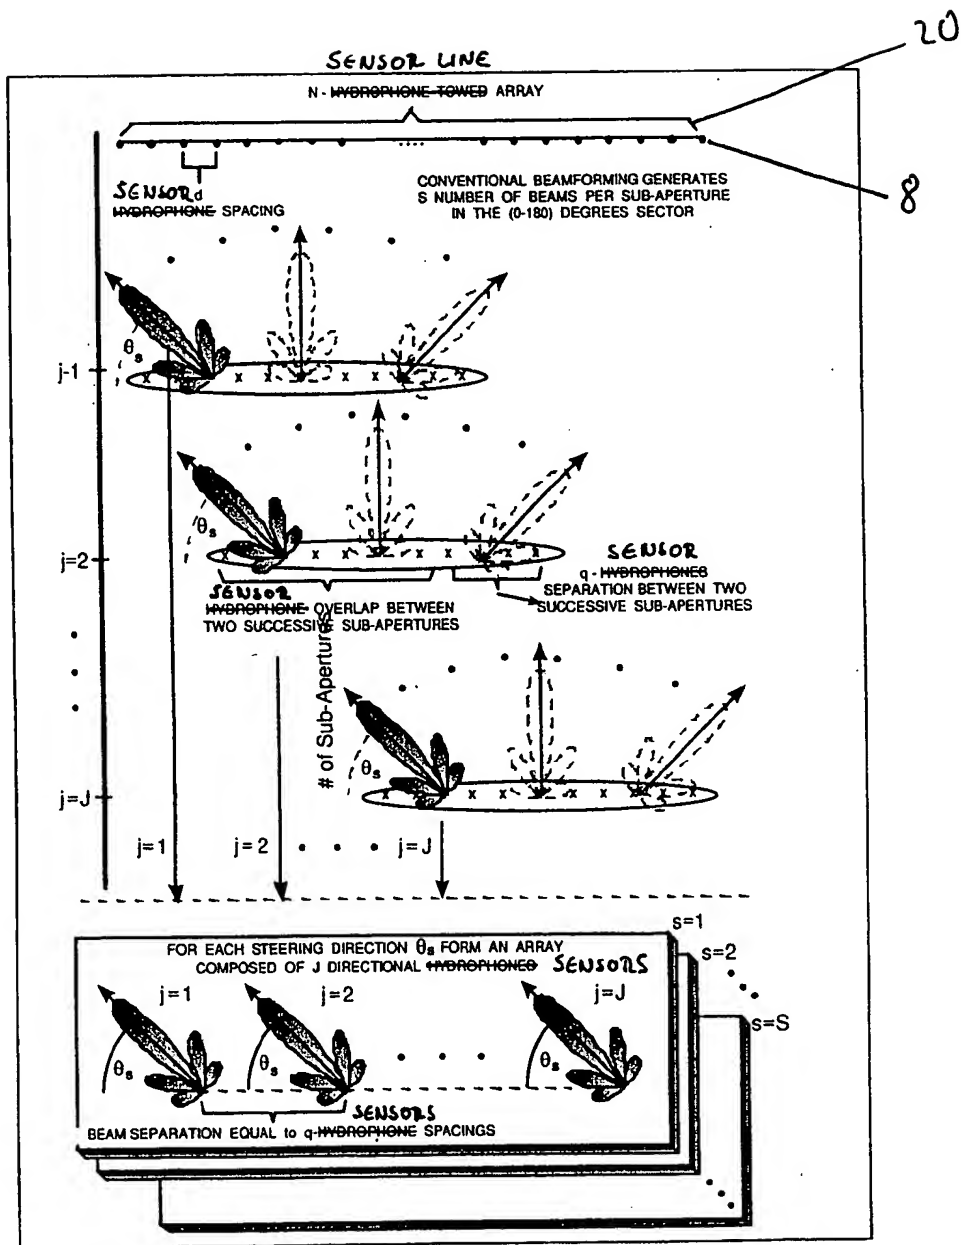 20
SENSOR LINE
N - HYDROPHONE TOWED ARRAY
8
SENSOR d
HYDROPHONE SPACING
CONVENTIONAL BEAMFORMING GENERATES
S NUMBER OF BEAMS PER SUB-APERTURE
IN THE (0-180) DEGREES SECTOR
θs
j-1
θs
j=2
SENSOR
q - HYDROPHONES
SEPARATION BETWEEN TWO
SUCCESSIVE SUB-APERTURES
SENSOR
HYDROPHONE OVERLAP BETWEEN
TWO SUCCESSIVE SUB-APERTURES
# of Sub-Apertures
θs
j=J
j=1
j=2
j=J
s=1
s=2
s=S
FOR EACH STEERING DIRECTION θs FORM AN ARRAY
COMPOSED OF J DIRECTIONAL HYDROPHONES SENSORS
j=1
j=2
j=J
θs
θs
θs
SENSORS
BEAM SEPARATION EQUAL to q-HYDROPHONE SPACINGS